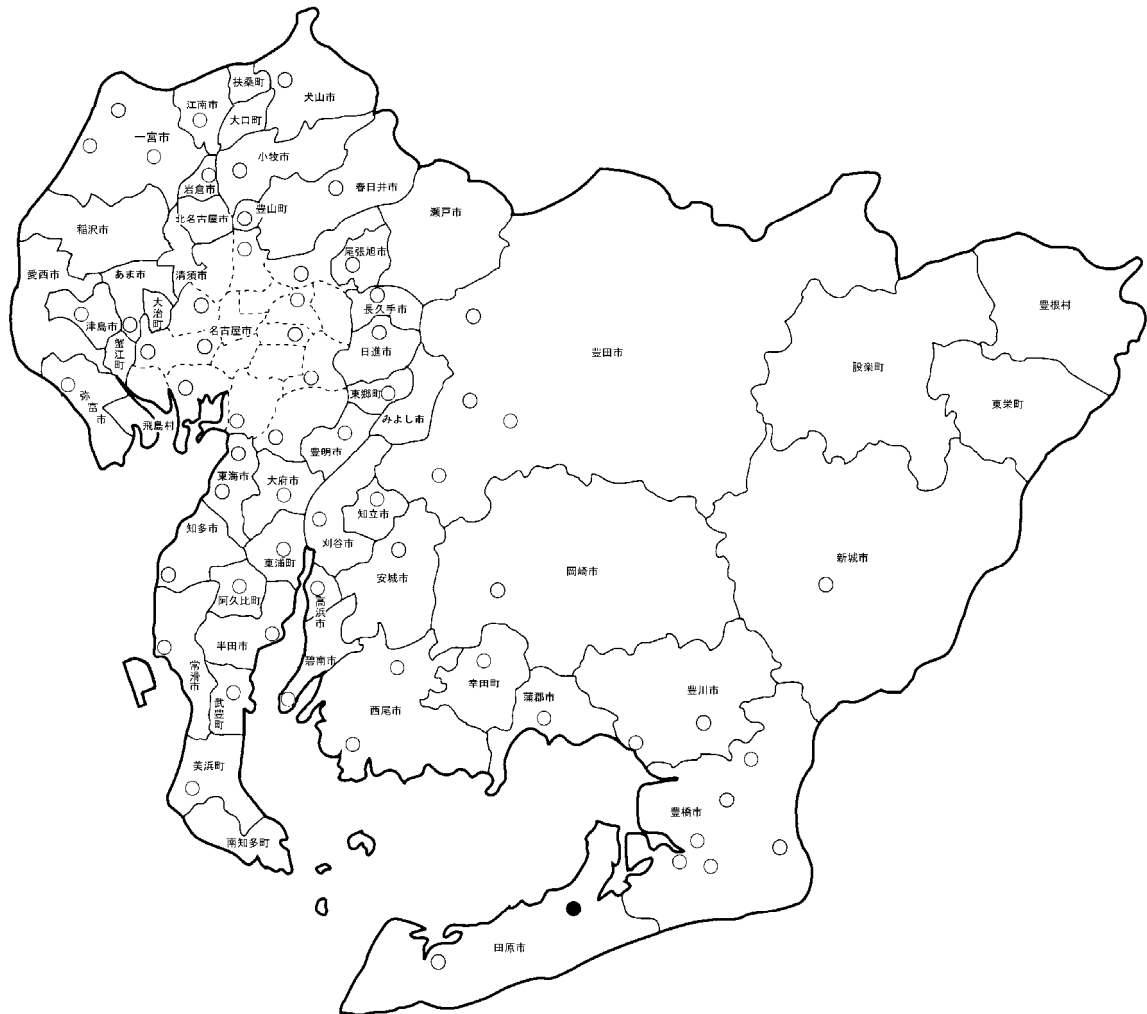 扶桑町
犬山市
江南市
大口町
一宮市
小牧市
岩倉市
春日井市
豊山町
瀬戸市
北名古屋市
稲沢市
尾張旭市
愛西市
あま市
清須市
大治町
長久手市
豊根村
津島市
名古屋市
蟹江町
日進市
豊田市
設楽町
東郷町
弥富市
東栄町
飛島村
みよし市
豊明市
東海市
大府市
知立市
知多市
刈谷市
東浦町
新城市
安城市
岡崎市
阿久比町
高浜市
半田市
碧南市
常滑市
幸田町
豊川市
武豊町
西尾市
蒲郡市
美浜町
豊橋市
南知多町
田原市